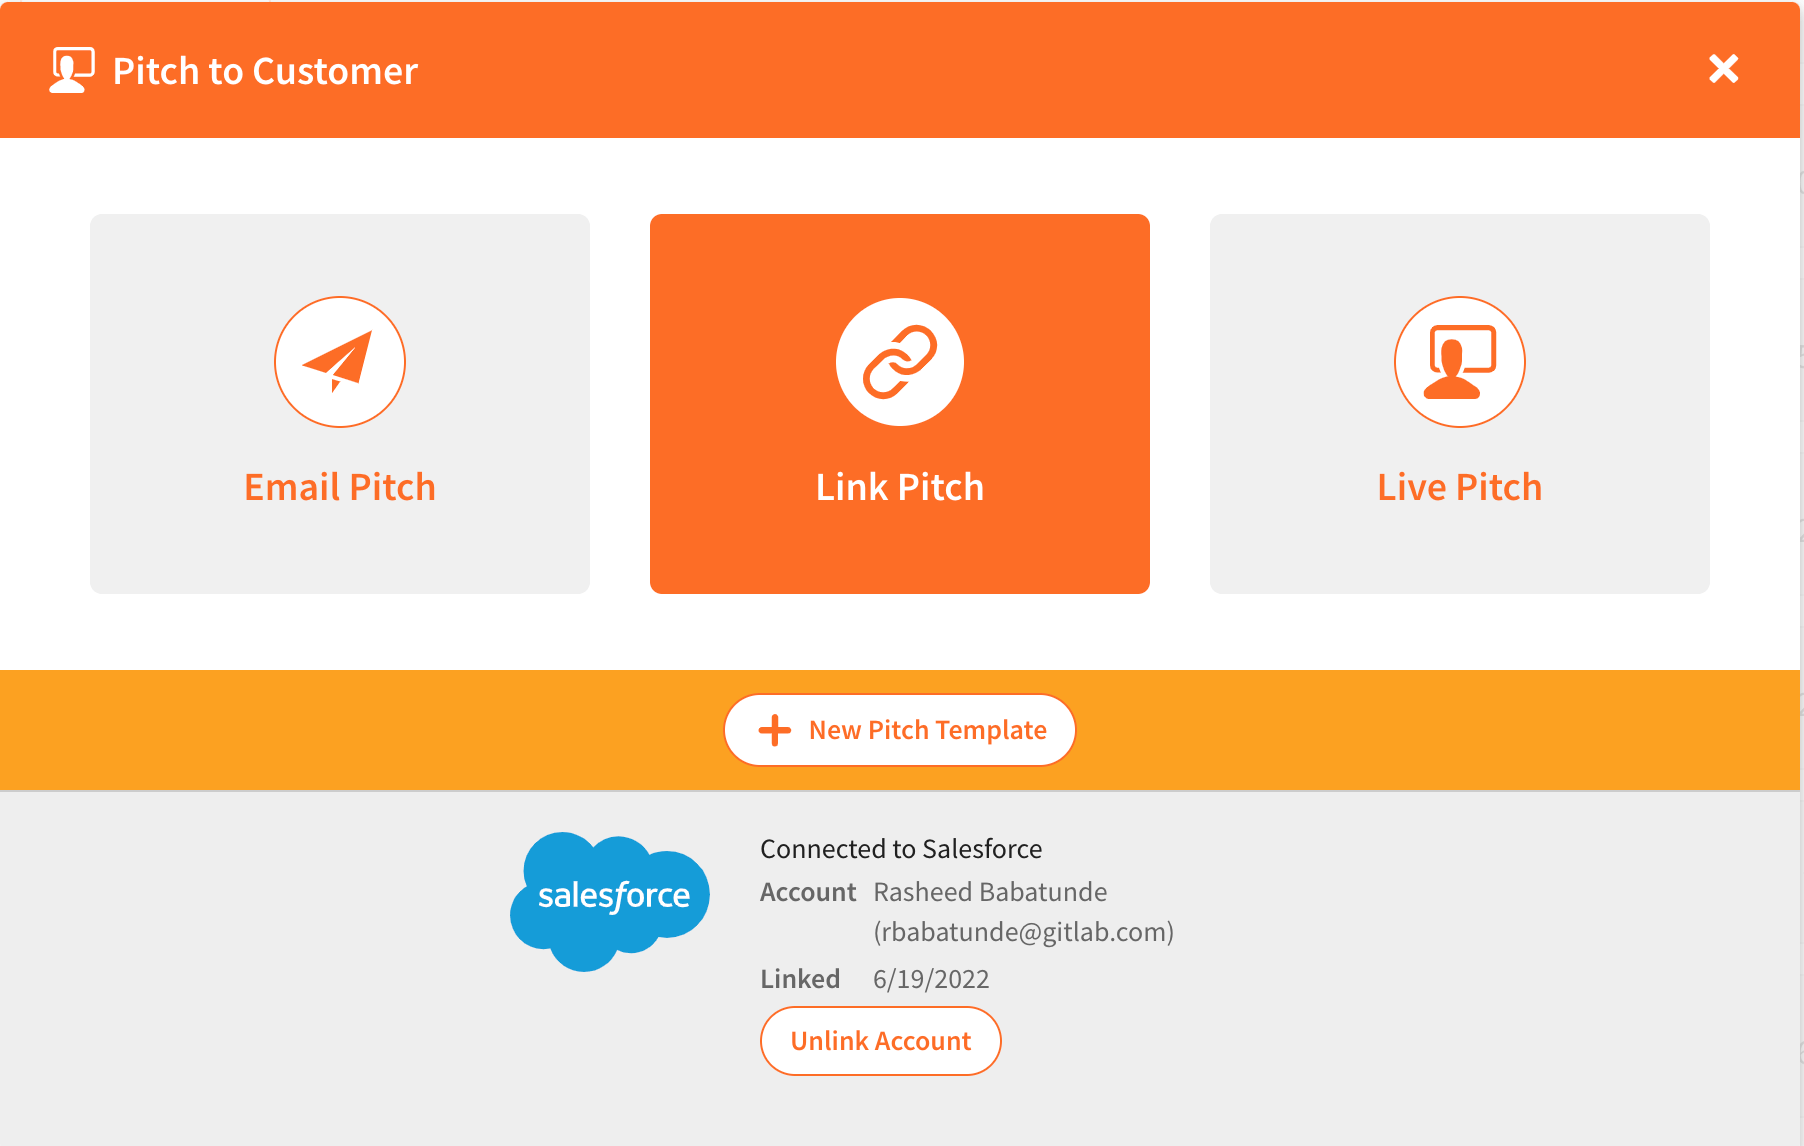 Pitch to Customer
Email Pitch
Link Pitch
Live Pitch
New Pitch Template
salesforce
Connected to Salesforce
Account Rasheed Babatunde
(rbabatunde@gitlab.com)
Linked 6/19/2022
Unlink Account